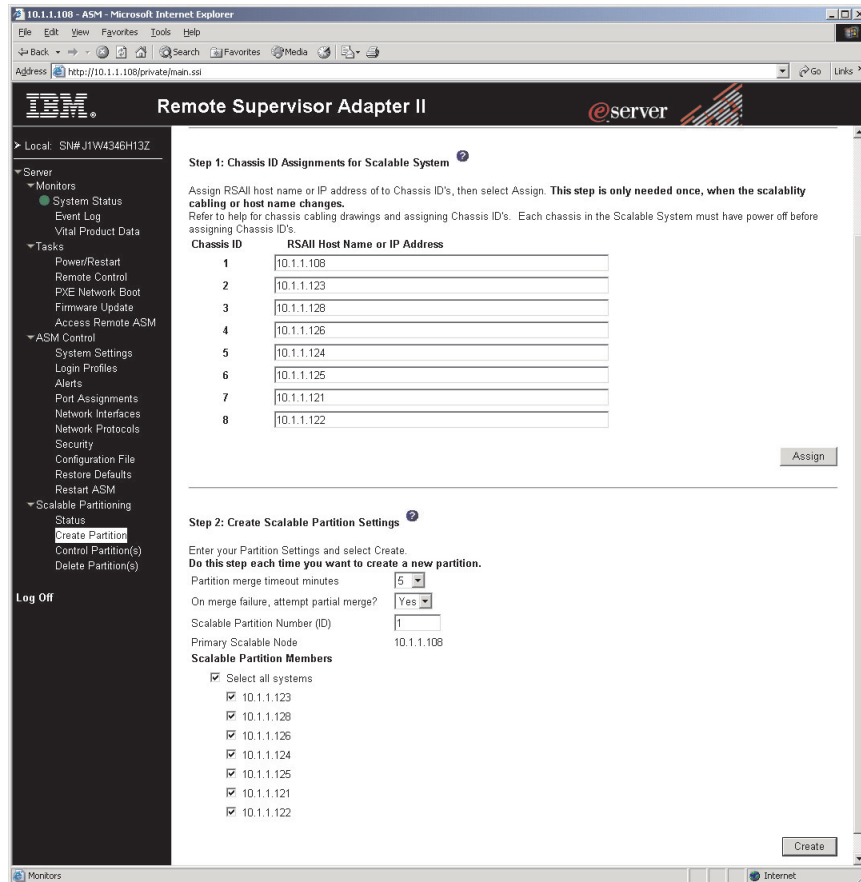 10.1.1.108 - ASM - Microsoft Internet Explorer
File Edit View Favorites Tools Help
Back Search Favorites Media
Address http://10.1.1.108/private/main.ssi Go Links
IBM. Remote Supervisor Adapter II eserver
Local: SN# J1W4346H13Z
Server
Monitors
System Status
Event Log
Vital Product Data
Tasks
Power/Restart
Remote Control
PXE Network Boot
Firmware Update
Access Remote ASM
ASM Control
System Settings
Login Profiles
Alerts
Port Assignments
Network Interfaces
Network Protocols
Security
Configuration File
Restore Defaults
Restart ASM
Scalable Partitioning
Status
Create Partition
Control Partition(s)
Delete Partition(s)
Log Off
Step 1: Chassis ID Assignments for Scalable System ?
Assign RSAII host name or IP address of to Chassis ID's, then select Assign. This step is only needed once, when the scalablity
cabling or host name changes.
Refer to help for chassis cabling drawings and assigning Chassis ID's. Each chassis in the Scalable System must have power off before
assigning Chassis ID's.
Chassis ID RSAII Host Name or IP Address
1 10.1.1.108
2 10.1.1.123
3 10.1.1.128
4 10.1.1.126
5 10.1.1.124
6 10.1.1.125
7 10.1.1.121
8 10.1.1.122
Assign
Step 2: Create Scalable Partition Settings ?
Enter your Partition Settings and select Create.
Do this step each time you want to create a new partition.
Partition merge timeout minutes 5
On merge failure, attempt partial merge? Yes
Scalable Partition Number (ID) 1
Primary Scalable Node 10.1.1.108
Scalable Partition Members
Select all systems
10.1.1.123
10.1.1.128
10.1.1.126
10.1.1.124
10.1.1.125
10.1.1.121
10.1.1.122
Create
Monitors Internet